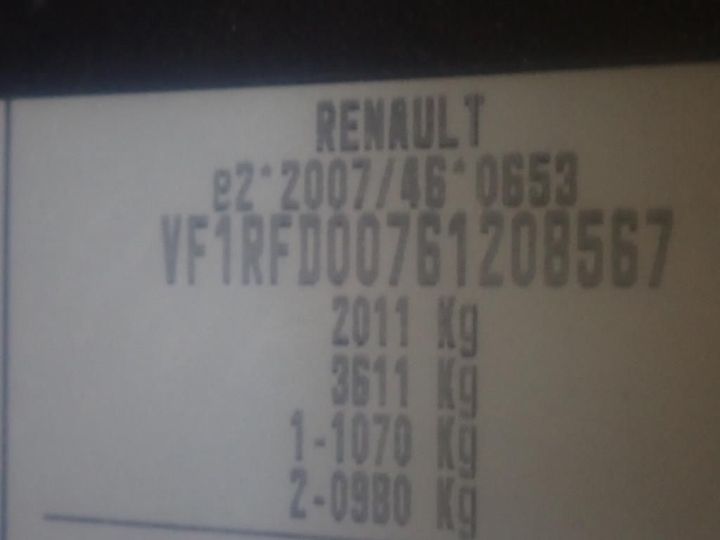 RENAULT
e2*2007/46*0653
VF1RFD00761208567
2011 Kg
3611 Kg
1-1070 Kg
2-0980 Kg